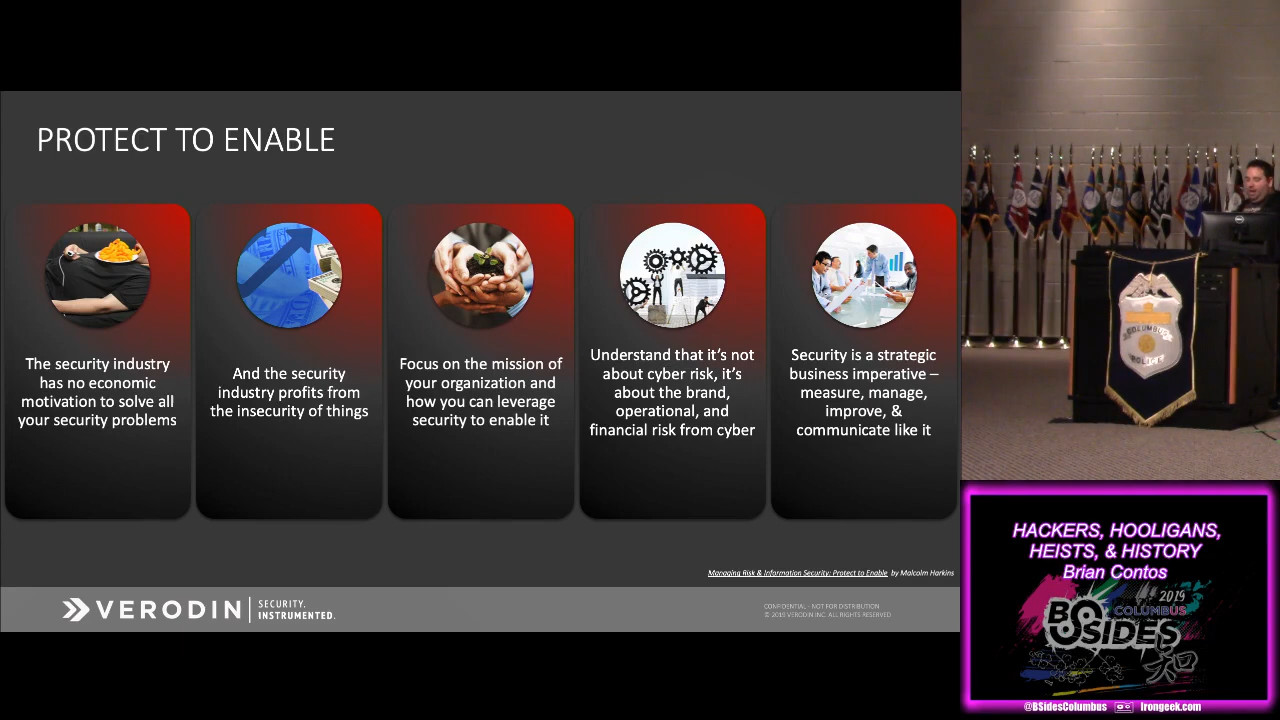 PROTECT TO ENABLE
The security industry
has no economic
motivation to solve all
your security problems
And the security
industry profits from
the insecurity of things
Focus on the mission of
your organization and
how you can leverage
security to enable it
Understand that it’s not
about cyber risk, it’s
about the brand,
operational, and
financial risk from cyber
Security is a strategic
business imperative –
measure, manage,
improve, &
communicate like it
Managing Risk & Information Security: Protect to Enable by Malcolm Harkins
VERODIN
SECURITY.
INSTRUMENTED.
CONFIDENTIAL - NOT FOR DISTRIBUTION
© 2019 VERODIN INC. ALL RIGHTS RESERVED
DELL
COLUMBUS
POLICE
HACKERS, HOOLIGANS,
HEISTS, & HISTORY
Brian Contos
2019
COLUMBUS
BSIDES
知
@BSidesColumbus
Irongeek.com